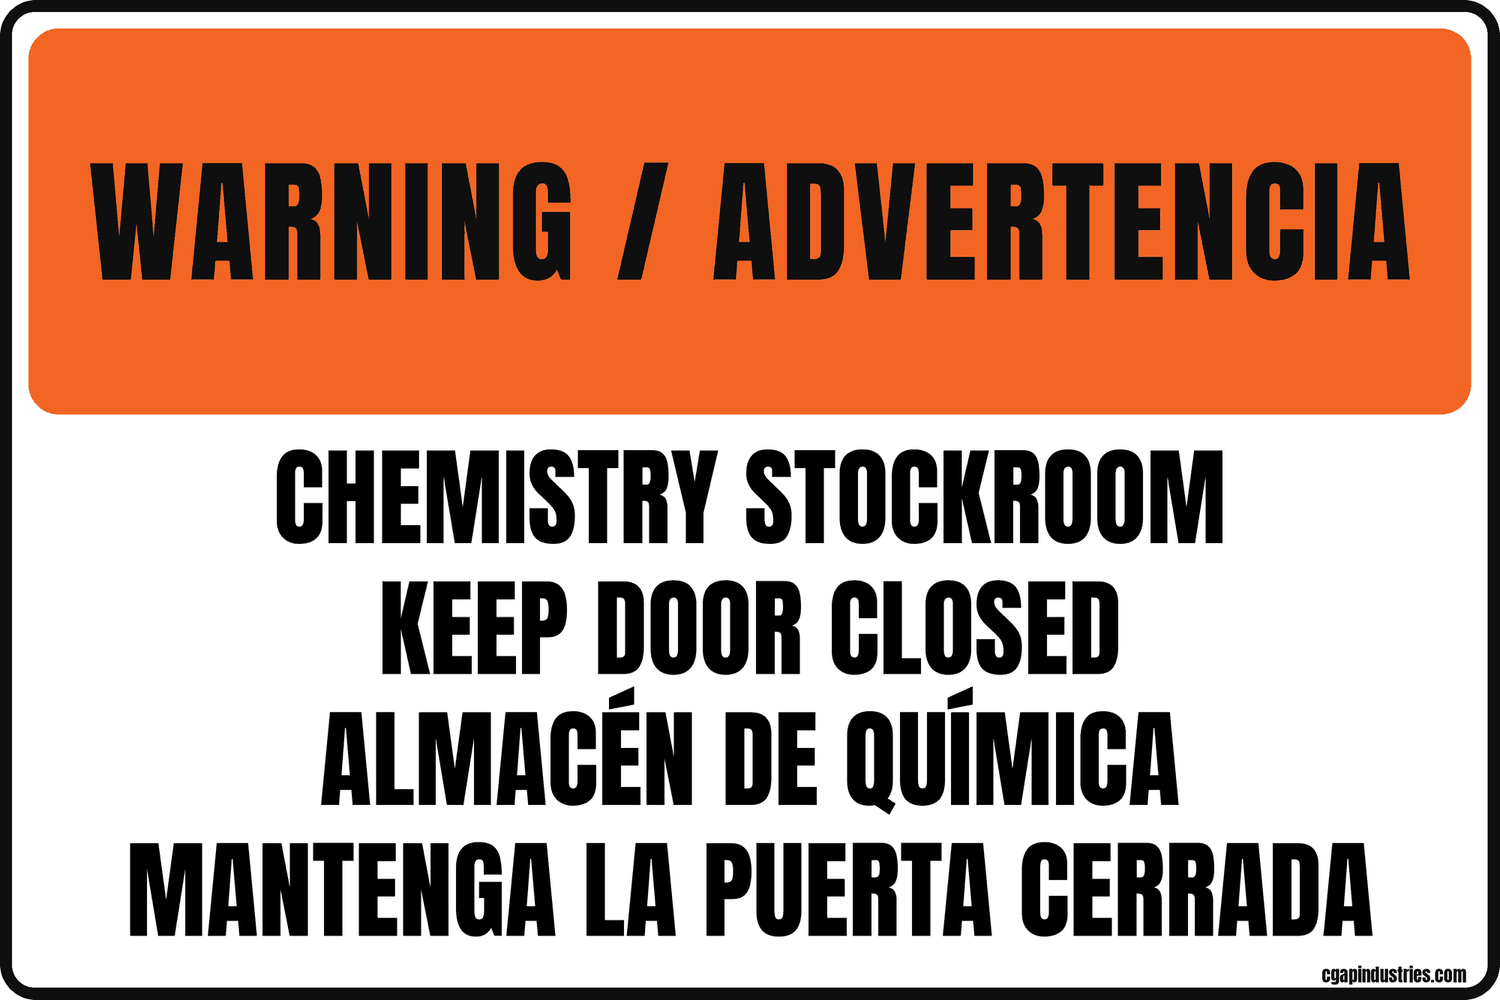 WARNING / ADVERTENCIA
CHEMISTRY STOCKROOM
KEEP DOOR CLOSED
ALMACÉN DE QUÍMICA
MANTENGA LA PUERTA CERRADA
cgapindustries.com